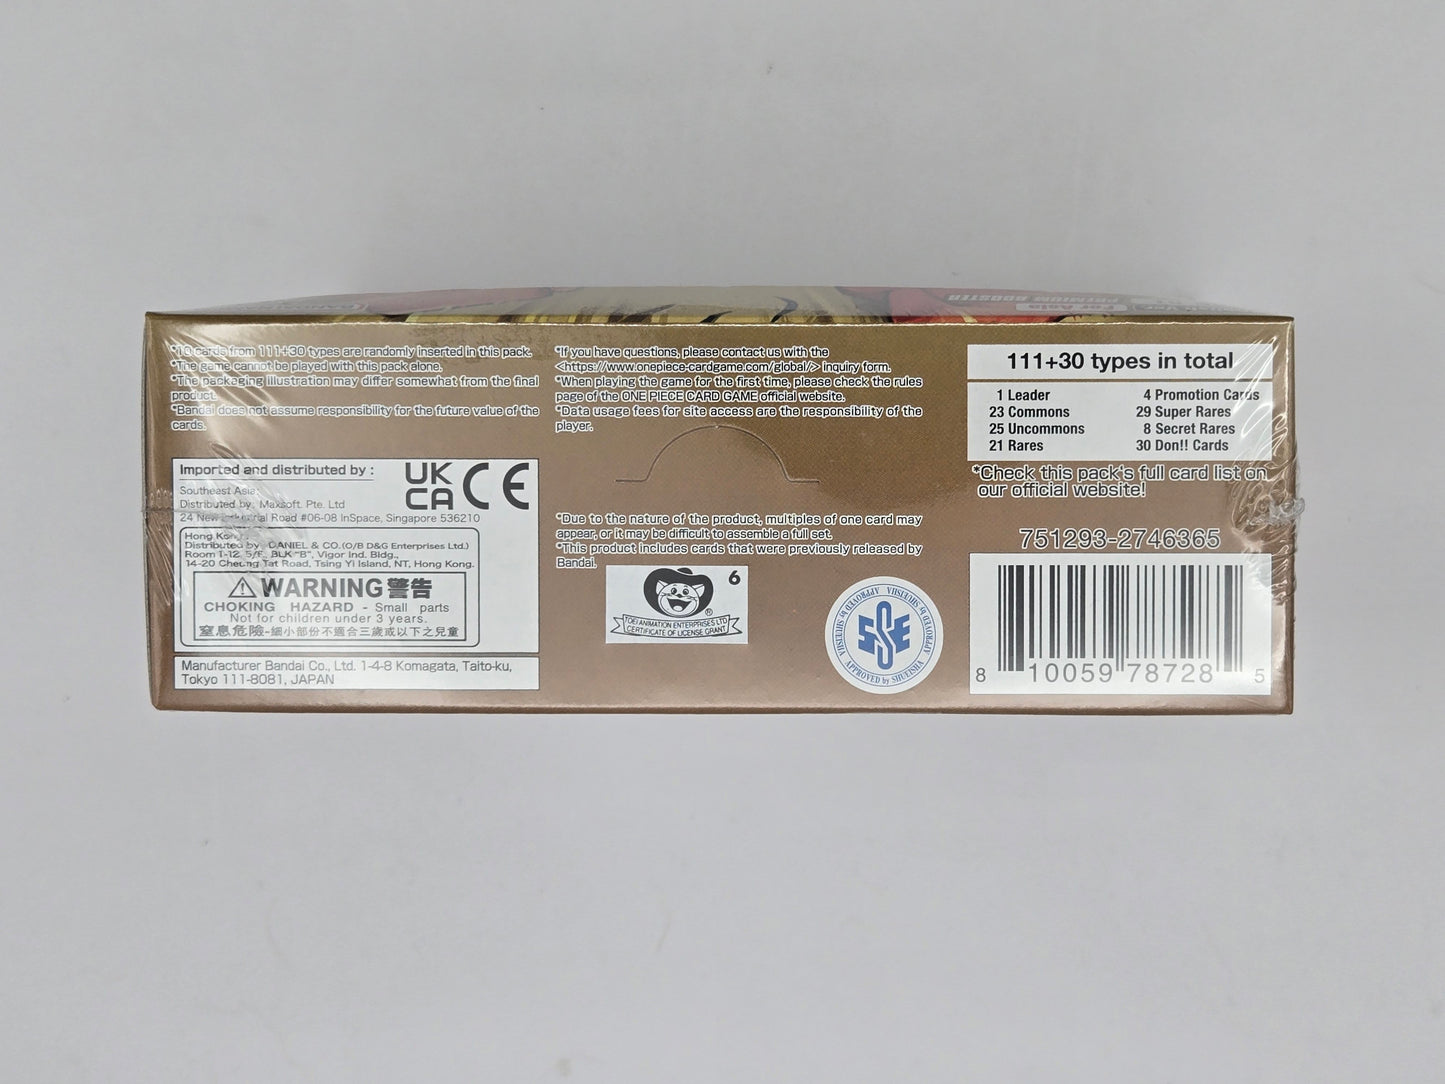 For Asia
PREMIUM BOOSTER
*10 cards from 111+30 types are randomly inserted in this pack.
*The game cannot be played with this pack alone.
*The packaging illustration may differ somewhat from the final
product.
*Bandai does not assume responsibility for the future value of the
cards.
Imported and distributed by :
UK
CA CE
Southeast Asia:
Distributed by: Maxsoft. Pte. Ltd
24 New Industrial Road #06-08 InSpace, Singapore 536210
Hong Kong:
Distributed by : DANIEL & CO.(O/B D&G Enterprises Ltd.)
Room 1-12, 5/F., BLK "B", Vigor Ind. Bldg.,
14-20 Cheung Tat Road, Tsing Yi Island, NT, Hong Kong.
WARNING 警告
CHOKING HAZARD - Small parts
Not for children under 3 years.
窒息危險-細小部份不適合三歲或以下之兒童
Manufacturer Bandai Co., Ltd. 1-4-8 Komagata, Taito-ku,
Tokyo 111-8081, JAPAN
*If you have questions, please contact us with the
<https://www.onepiece-cardgame.com/global/> Inquiry form.
*When playing the game for the first time, please check the rules
page of the ONE PIECE CARD GAME official website.
*Data usage fees for site access are the responsibility of the
player.
*Due to the nature of the product, multiples of one card may
appear, or it may be difficult to assemble a full set.
*This product includes cards that were previously released by
Bandai.
6
®
TOEI ANIMATION ENTERPRISES LTD
CERTIFICATE OF LICENSE GRANT
APPROVED by SHUEISHA APPROVED by SHUEISHA
SSE
111+30 types in total
1 Leader 4 Promotion Cards
23 Commons 29 Super Rares
25 Uncommons 8 Secret Rares
21 Rares 30 Don!! Cards
*Check this pack's full card list on
our official website!
751293-2746365
8 10059 78728 5